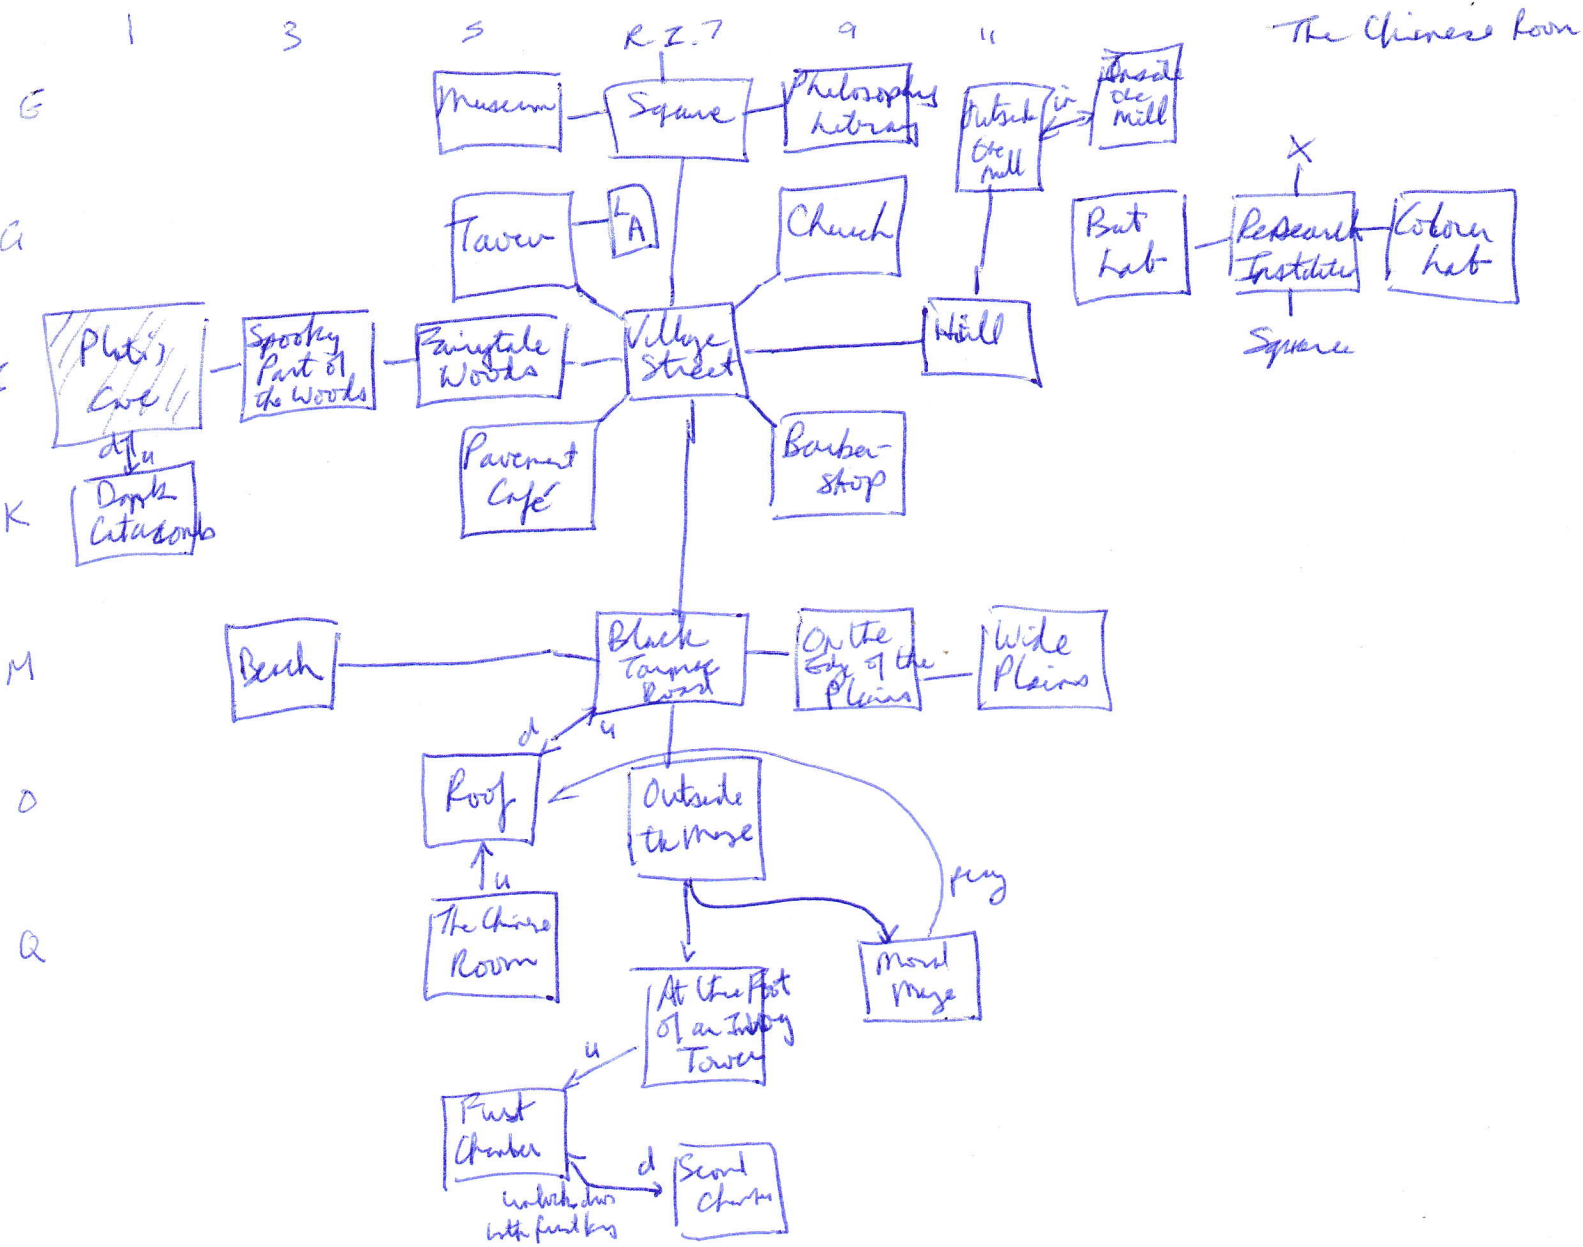 1 3 5 R.I.7 9 11 The Chinese Room
E
Museum
Square
Philosophy
Library
Outside
the
Mill
in
Inside
the
Mill
G
Tavern
LA
Church
Bat
Lab
X
Research
Institute
Square
Colour
Lab
Plato's
Cave
Spooky
Part of
the Woods
Fairytale
Woods
Village
Street
Hill
d
u
K
Dark
Catacombs
Pavement
Café
Barber-
shop
M
Beach
Black
Tarmac
Road
On the
Edge of the
Plains
Wide
Plains
d
u
O
Roof
Outside
the Maze
u
pray
Q
The Chinese
Room
Moral
Maze
At the Foot
of an Ivory
Tower
u
First
Chamber
d
Second
Chamber
unlock door
with first key